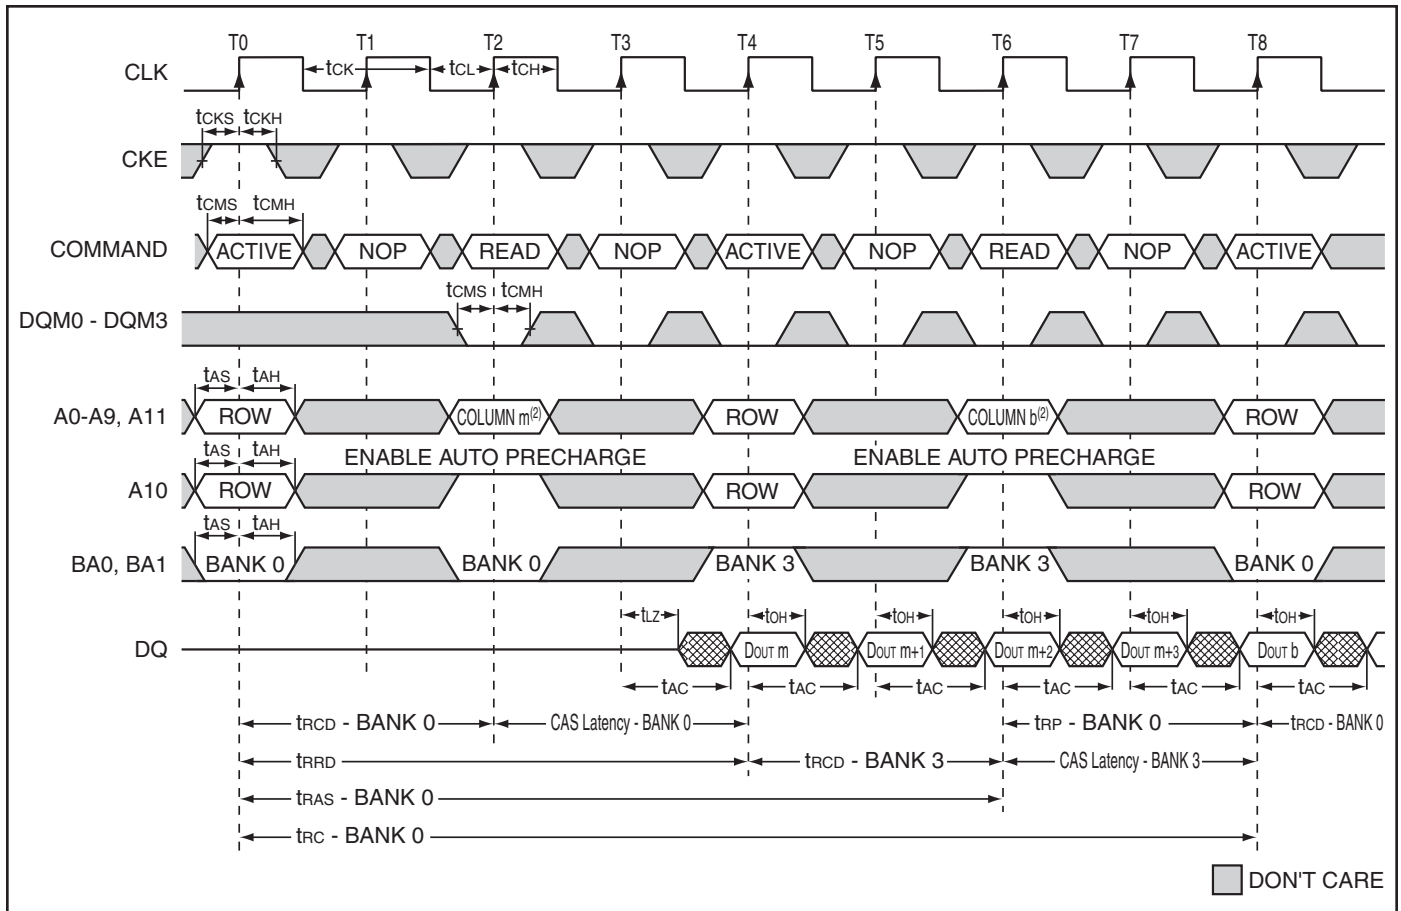 T0 T1 T2 T3 T4 T5 T6 T7 T8
CLK tCK tCL tCH
tCKS tCKH
CKE
tCMS tCMH
COMMAND ACTIVE NOP READ NOP ACTIVE NOP READ NOP ACTIVE
tCMS tCMH
DQM0 - DQM3
tAS tAH
A0-A9, A11 ROW COLUMN m(2) ROW COLUMN b(2) ROW
tAS tAH ENABLE AUTO PRECHARGE ENABLE AUTO PRECHARGE
A10 ROW ROW ROW
tAS tAH
BA0, BA1 BANK 0 BANK 0 BANK 3 BANK 3 BANK 0
tLZ tOH tOH tOH tOH tOH
DQ DOUT m DOUT m+1 DOUT m+2 DOUT m+3 DOUT b
tAC tAC tAC tAC tAC tAC
tRCD - BANK 0 CAS Latency - BANK 0 tRP - BANK 0 tRCD - BANK 0
tRRD tRCD - BANK 3 CAS Latency - BANK 3
tRAS - BANK 0
tRC - BANK 0
DON'T CARE